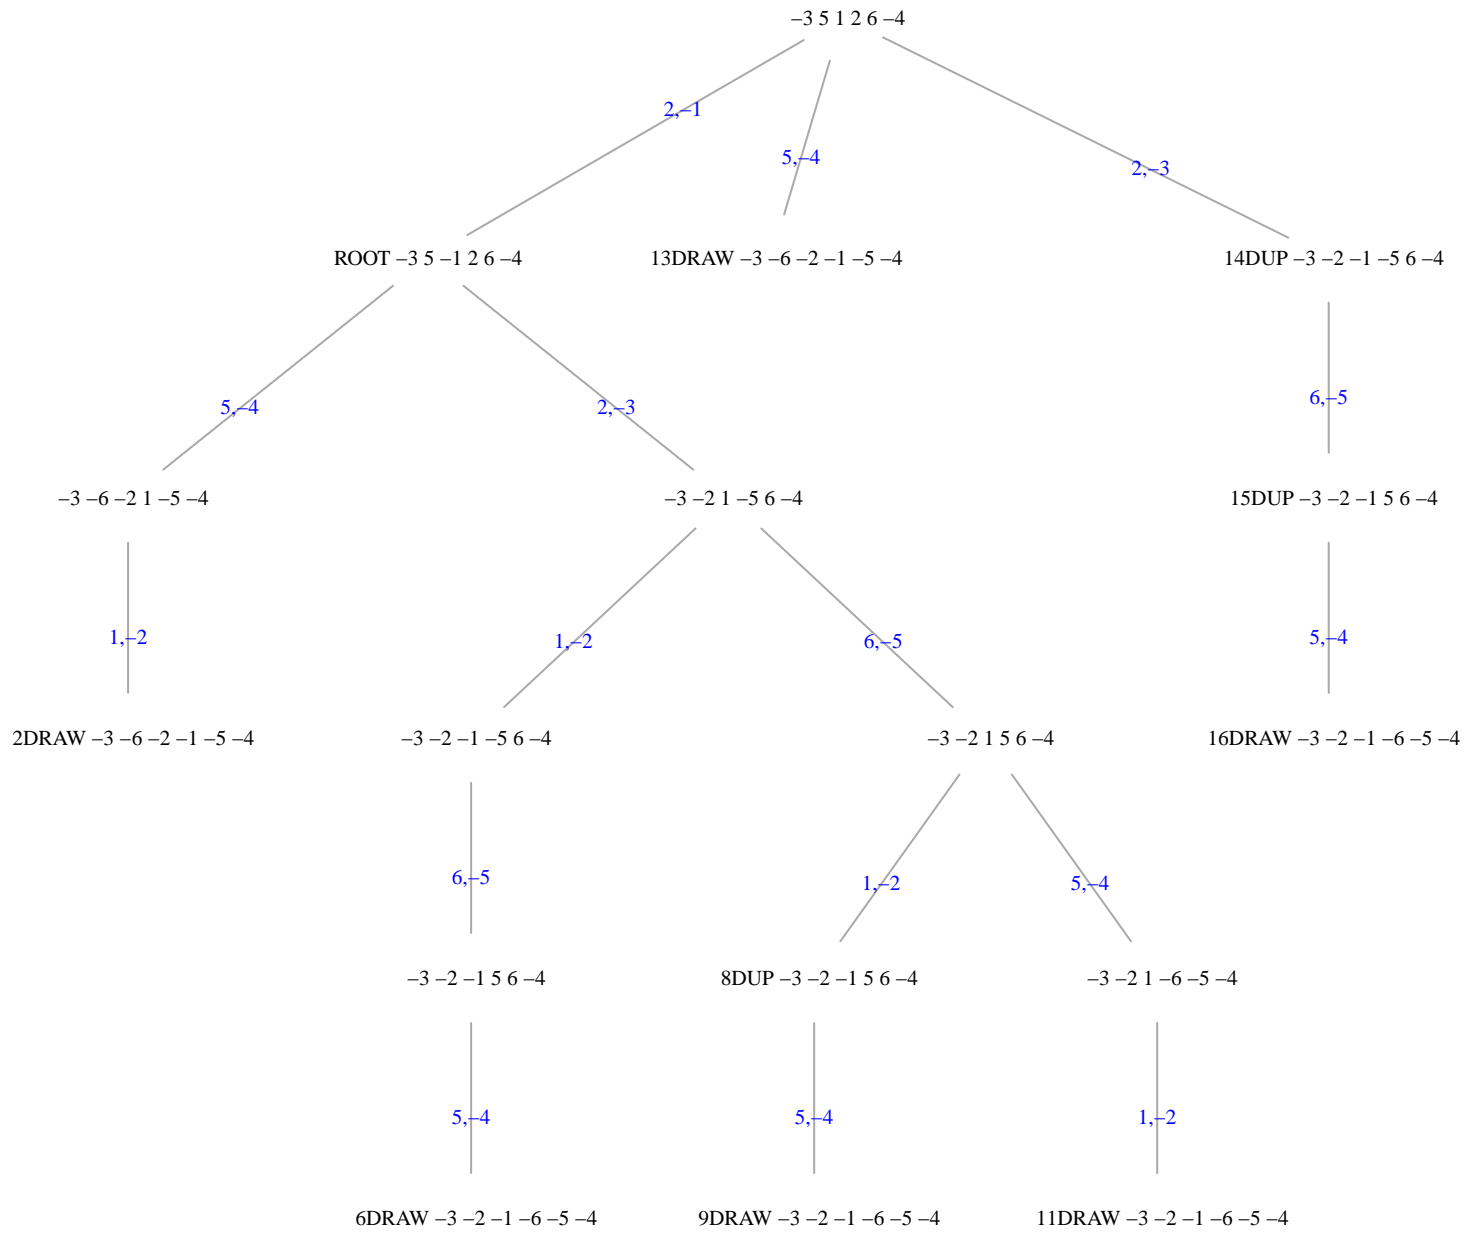 –3 5 1 2 6 –4
2,–1
5,–4
2,–3
ROOT –3 5 –1 2 6 –4
13DRAW –3 –6 –2 –1 –5 –4
14DUP –3 –2 –1 –5 6 –4
5,–4
2,–3
6,–5
–3 –6 –2 1 –5 –4
–3 –2 1 –5 6 –4
15DUP –3 –2 –1 5 6 –4
1,–2
1,–2
6,–5
5,–4
2DRAW –3 –6 –2 –1 –5 –4
–3 –2 –1 –5 6 –4
–3 –2 1 5 6 –4
16DRAW –3 –2 –1 –6 –5 –4
6,–5
1,–2
5,–4
–3 –2 –1 5 6 –4
8DUP –3 –2 –1 5 6 –4
–3 –2 1 –6 –5 –4
5,–4
5,–4
1,–2
6DRAW –3 –2 –1 –6 –5 –4
9DRAW –3 –2 –1 –6 –5 –4
11DRAW –3 –2 –1 –6 –5 –4